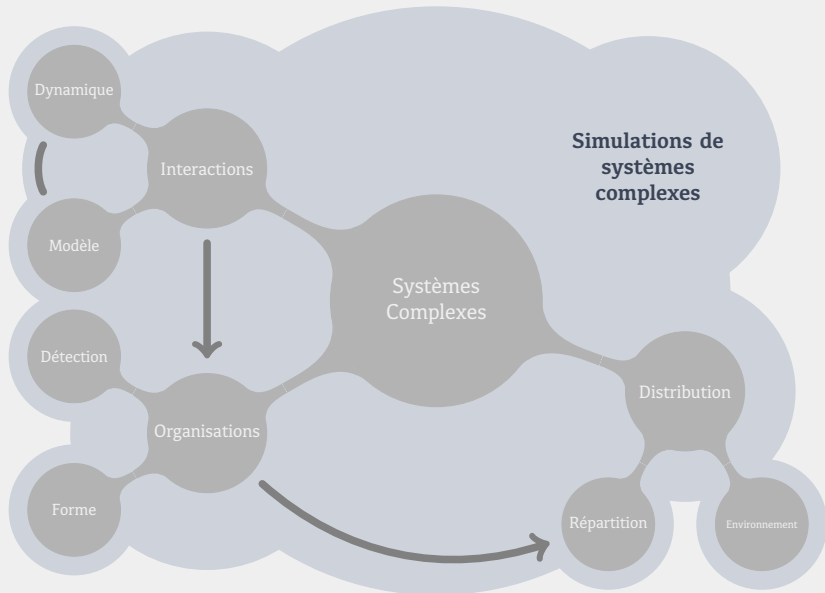 Dynamique
Interactions
Modèle
Simulations de
systèmes
complexes
Systèmes
Complexes
Détection
Organisations
Forme
Distribution
Répartition
Environnement